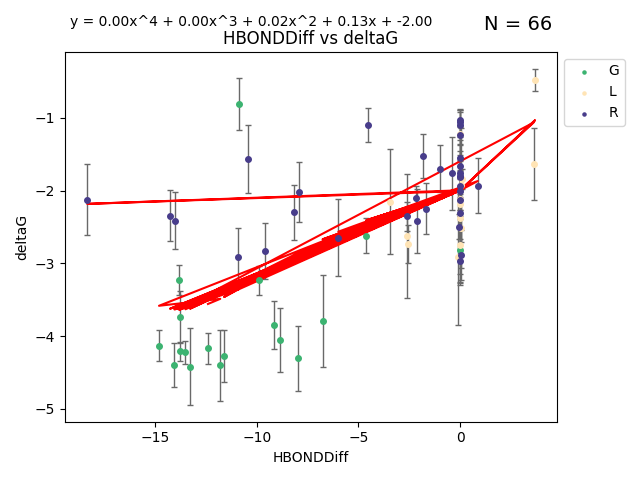 y = 0.00x^4 + 0.00x^3 + 0.02x^2 + 0.13x + -2.00
N = 66
HBONDDiff vs deltaG
G
L
R
−1
−2
−3
−4
−5
deltaG
−15
−10
−5
0
HBONDDiff